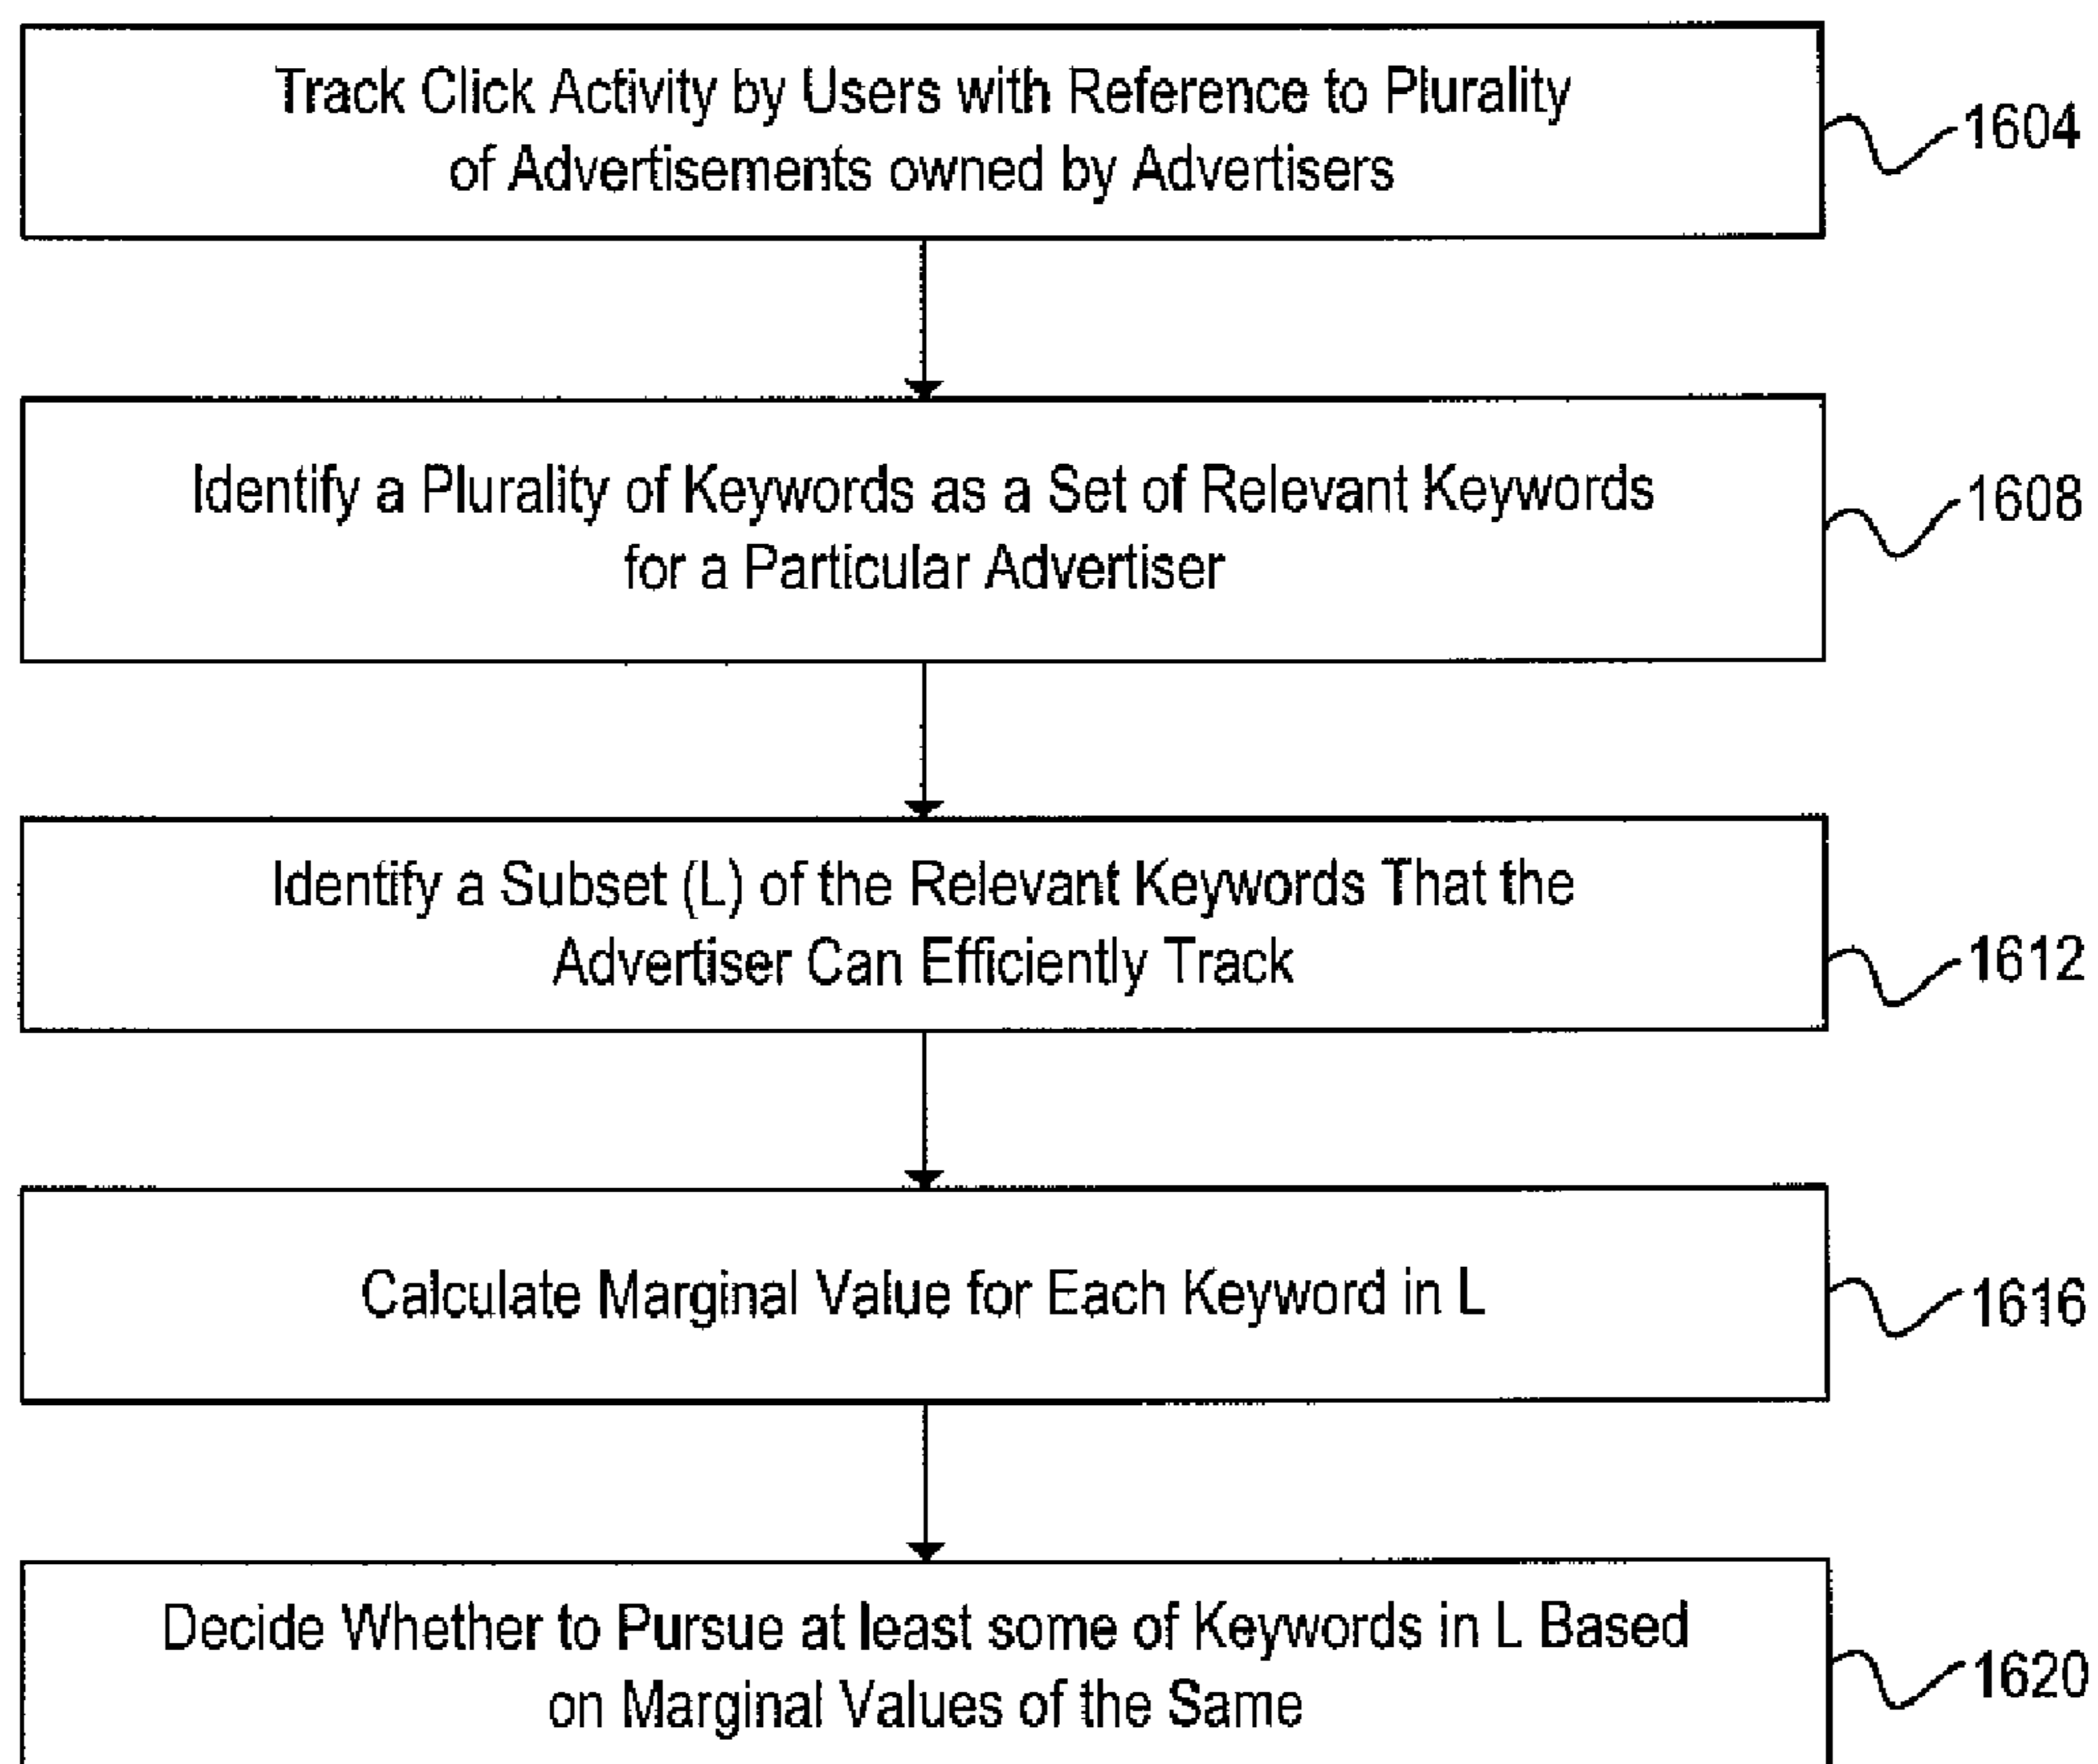 Track Click Activity by Users with Reference to Plurality
of Advertisements owned by Advertisers
1604
Identify a Plurality of Keywords as a Set of Relevant Keywords
for a Particular Advertiser
1608
Identify a Subset (L) of the Relevant Keywords That the
Advertiser Can Efficiently Track
1612
Calculate Marginal Value for Each Keyword in L
1616
Decide Whether to Pursue at least some of Keywords in L Based
on Marginal Values of the Same
1620